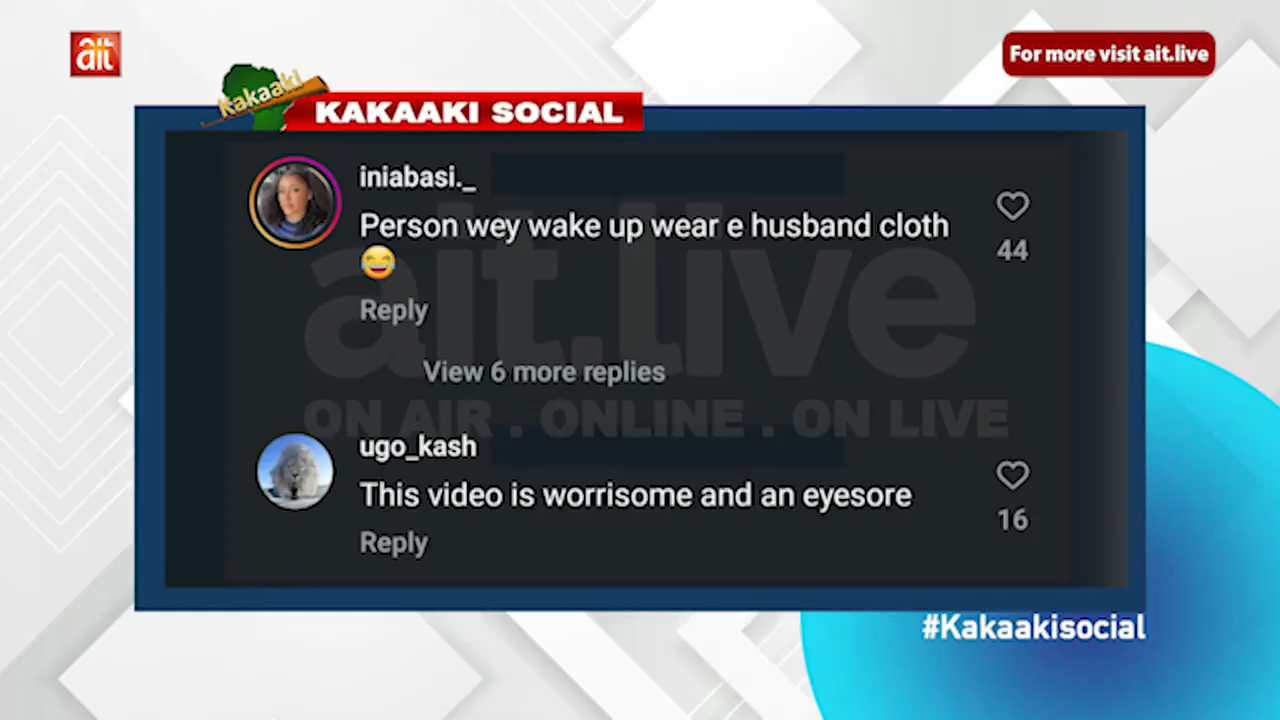 ait
For more visit ait.live
Kakaaki
KAKAAKI SOCIAL
iniabasi._
Person wey wake up wear e husband cloth
😂
44
Reply
View 6 more replies
ait.live
ON AIR . ONLINE . ON LIVE
ugo_kash
This video is worrisome and an eyesore
16
Reply
#Kakaakisocial